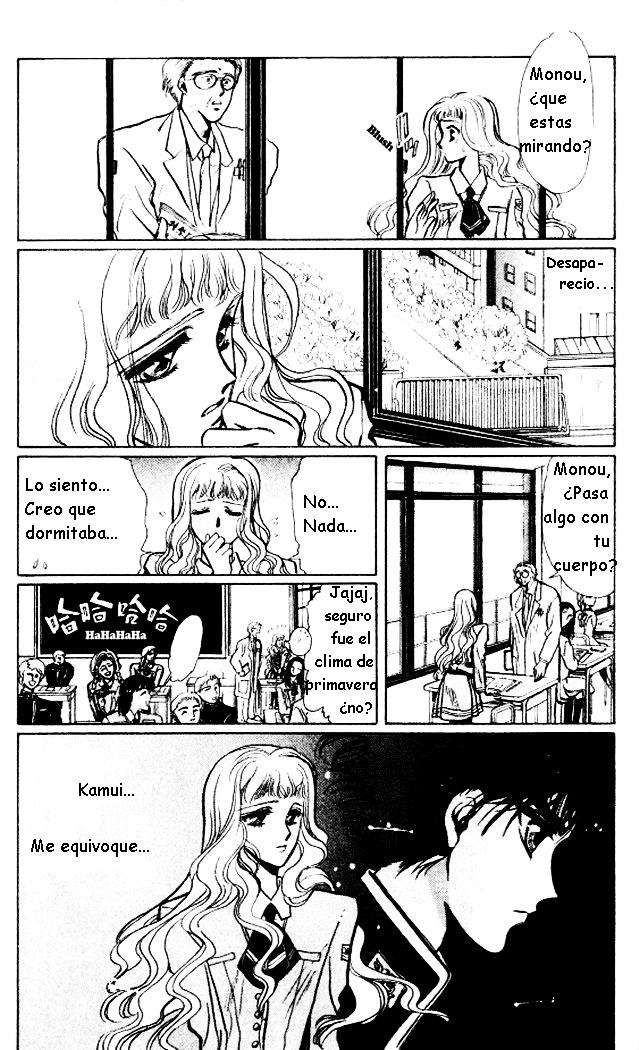 Monou,
¿que
estas
mirando?
Blush
Desapa-
recio...
Lo siento...
Creo que
dormitaba...
No...
Nada...
Monou,
¿Pasa
algo con
tu
cuerpo?
哈哈哈哈
HaHaHaHa
Jajaj,
seguro
fue el
clima de
primavera
¿no?
Kamui...
Me equivoque...